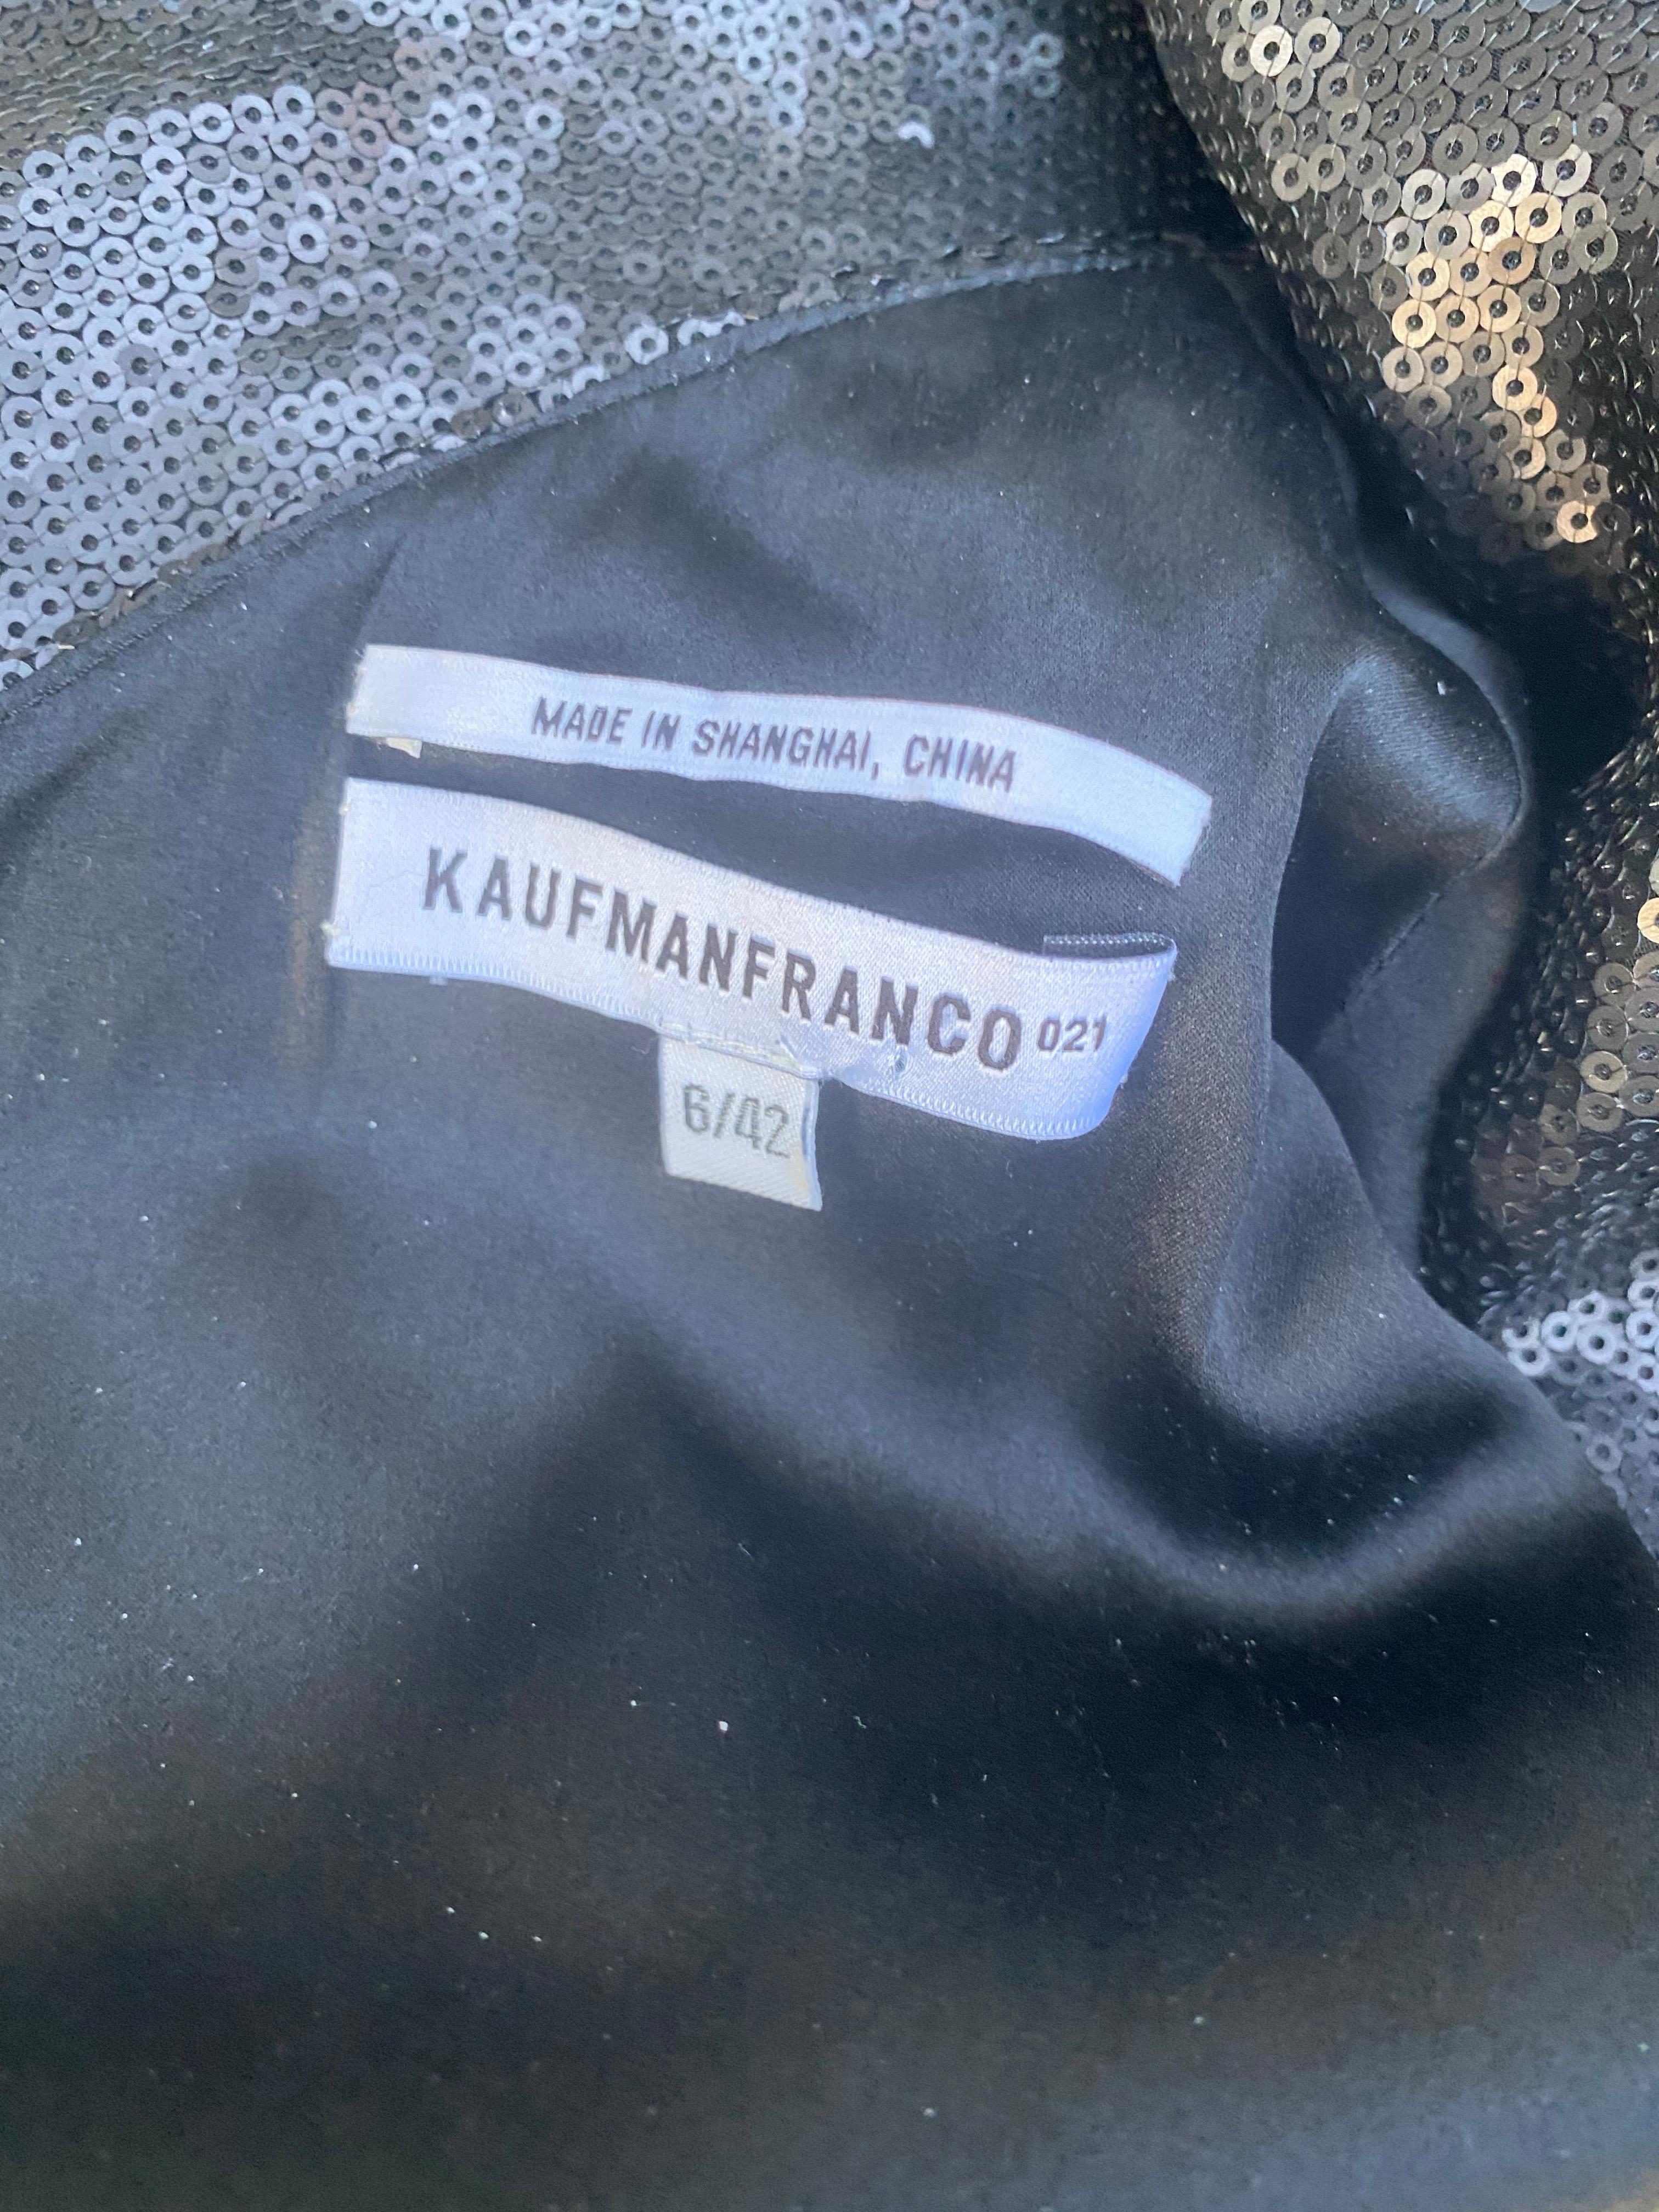 MADE IN SHANGHAI, CHINA
KAUFMANFRANCO 021
6/42